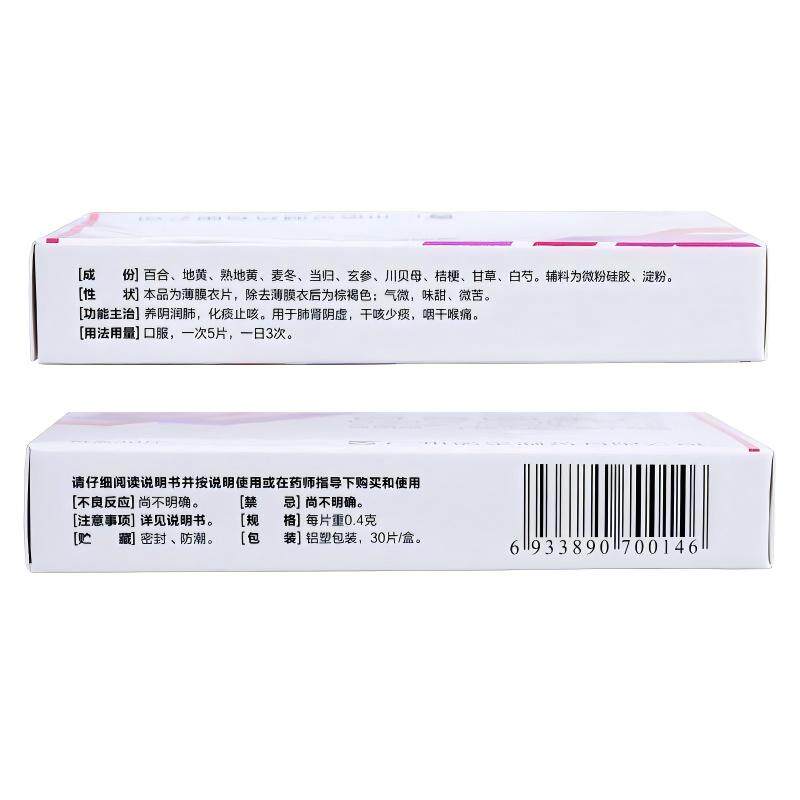 [成 份] 百合、地黄、熟地黄、麦冬、当归、玄参、川贝母、桔梗、甘草、白芍。辅料为微粉硅胶、淀粉。
[性 状] 本品为薄膜衣片，除去薄膜衣后为棕褐色；气微，味甜、微苦。
[功能主治] 养阴润肺，化痰止咳。用于肺肾阴虚，干咳少痰，咽干喉痛。
[用法用量] 口服，一次5片，一日3次。
请仔细阅读说明书并按说明使用或在药师指导下购买和使用
[不良反应] 尚不明确。 [禁 忌] 尚不明确。
[注意事项] 详见说明书。 [规 格] 每片重0.4克
[贮 藏] 密封、防潮。 [包 装] 铝塑包装，30片/盒。
6 933890 700146